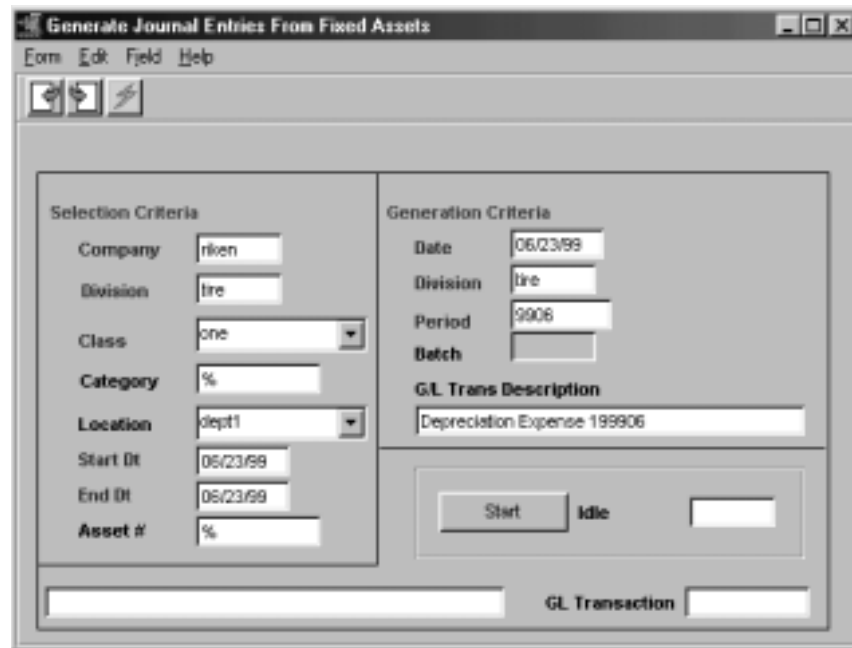 Generate Journal Entries From Fixed Assets
Form Edit Field Help
Selection Criteria
Company riken
Division tire
Class one
Category %
Location dept1
Start Dt 06/23/99
End Dt 06/23/99
Asset # %
Generation Criteria
Date 06/23/99
Division tire
Period 9906
Batch
G/L Trans Description
Depreciation Expense 199906
Start Idle
GL Transaction